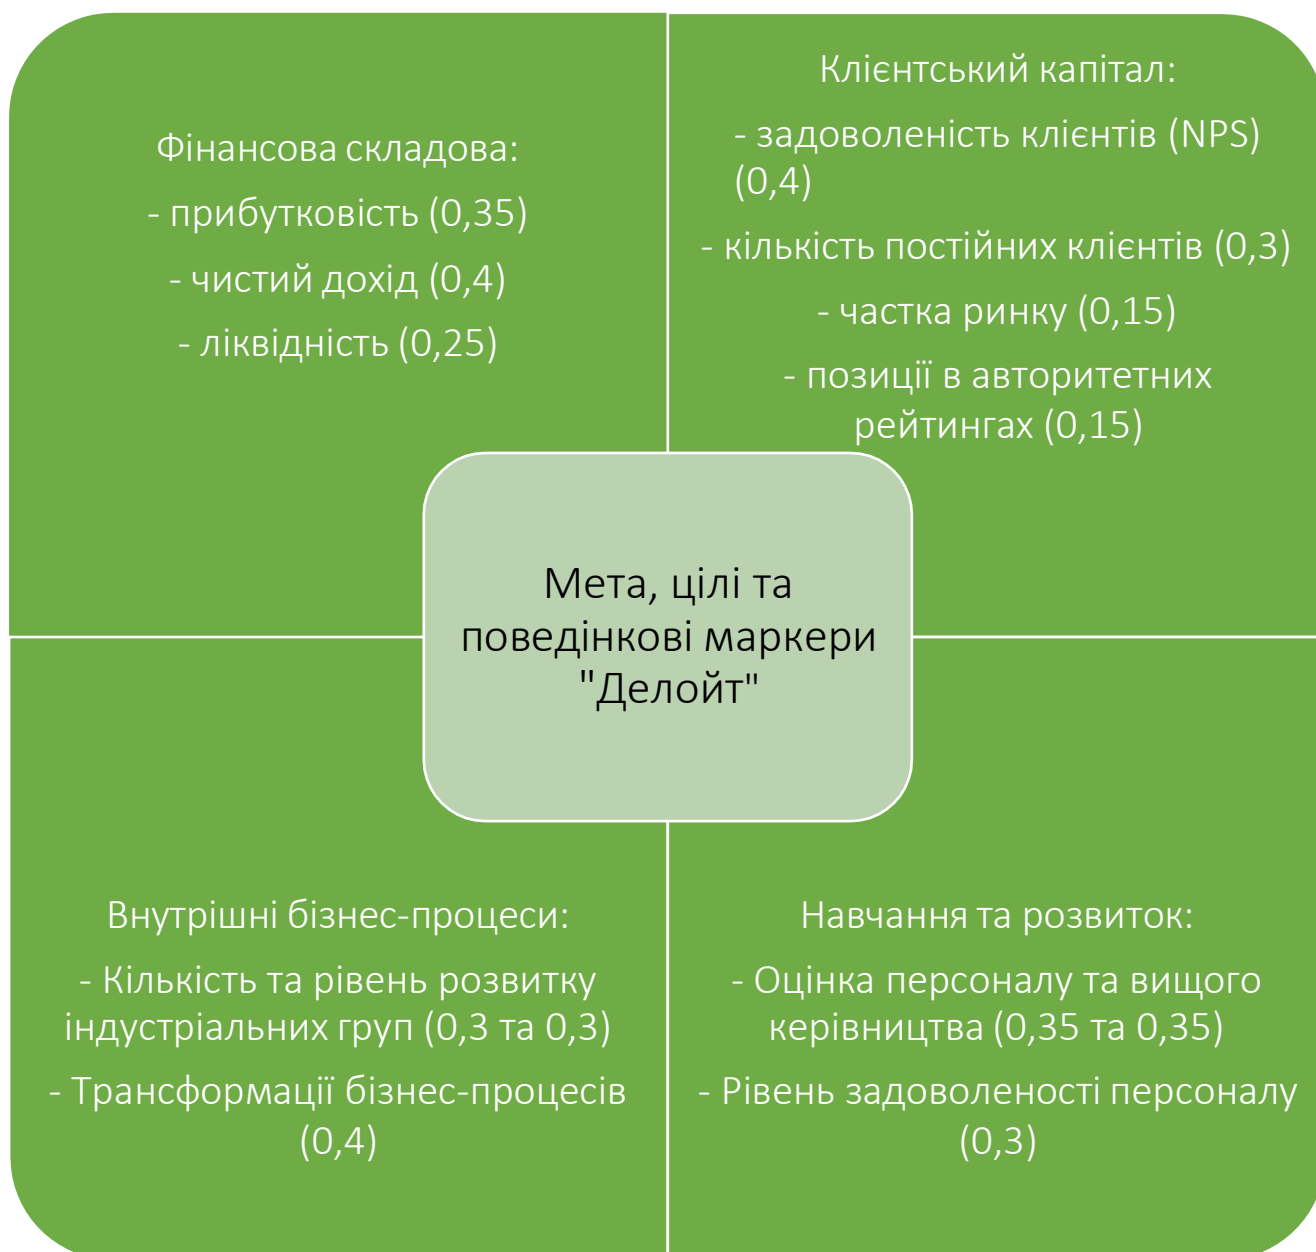 Фінансова складова:
- прибутковість (0,35)
- чистий дохід (0,4)
- ліквідність (0,25)
Клієнтський капітал:
- задоволеність клієнтів (NPS)
(0,4)
- кількість постійних клієнтів (0,3)
- частка ринку (0,15)
- позиції в авторитетних
рейтингах (0,15)
Мета, цілі та
поведінкові маркери
"Делойт"
Внутрішні бізнес-процеси:
- Кількість та рівень розвитку
індустріальних груп (0,3 та 0,3)
- Трансформації бізнес-процесів
(0,4)
Навчання та розвиток:
- Оцінка персоналу та вищого
керівництва (0,35 та 0,35)
- Рівень задоволеності персоналу
(0,3)